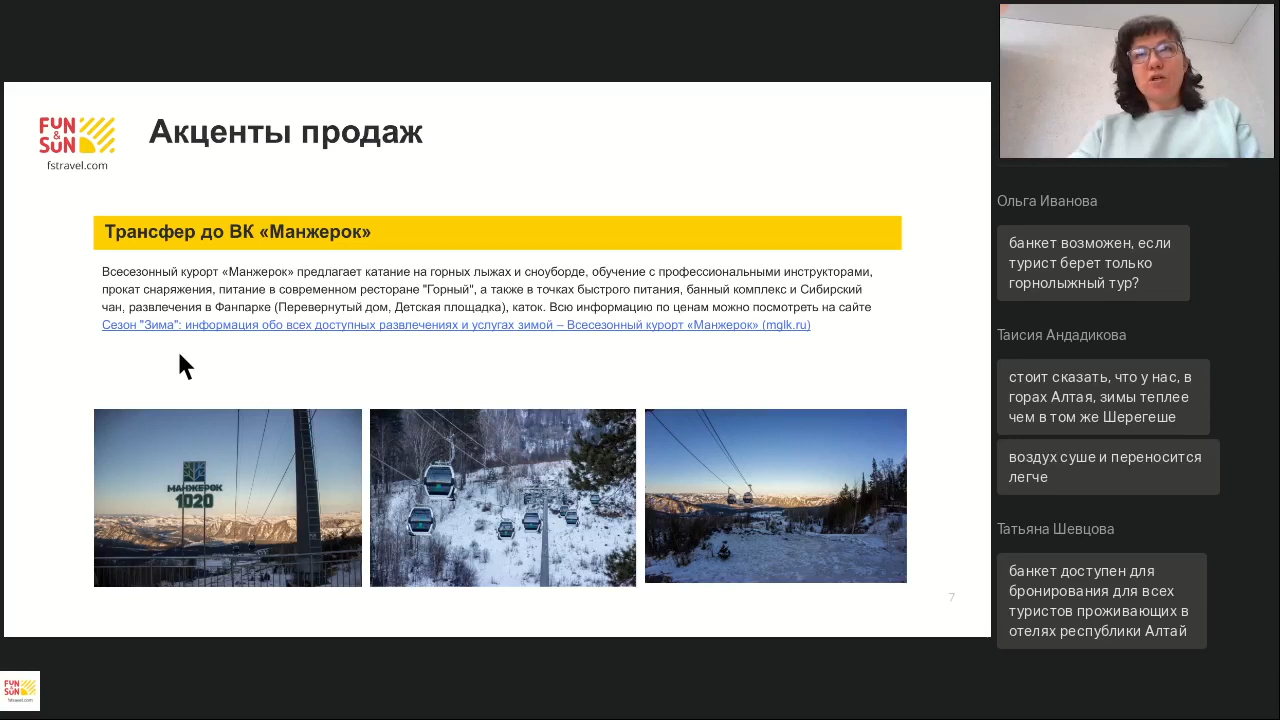 FUN
&
SUN
fstravel.com
Акценты продаж
Трансфер до ВК «Манжерок»
Всесезонный курорт «Манжерок» предлагает катание на горных лыжах и сноуборде, обучение с профессиональными инструкторами,
прокат снаряжения, питание в современном ресторане "Горный", а также в точках быстрого питания, банный комплекс и Сибирский
чан, развлечения в Фанпарке (Перевернутый дом, Детская площадка), каток. Всю информацию по ценам можно посмотреть на сайте
Сезон "Зима": информация обо всех доступных развлечениях и услугах зимой – Всесезонный курорт «Манжерок» (mglk.ru)
МАНЖЕРОК
1020
7
Ольга Иванова
банкет возможен, если
турист берет только
горнолыжный тур?
Таисия Андадикова
стоит сказать, что у нас, в
горах Алтая, зимы теплее
чем в том же Шерегеше
воздух суше и переносится
легче
Татьяна Шевцова
банкет доступен для
бронирования для всех
туристов проживающих в
отелях республики Алтай
FUN
&
SUN
fstravel.com